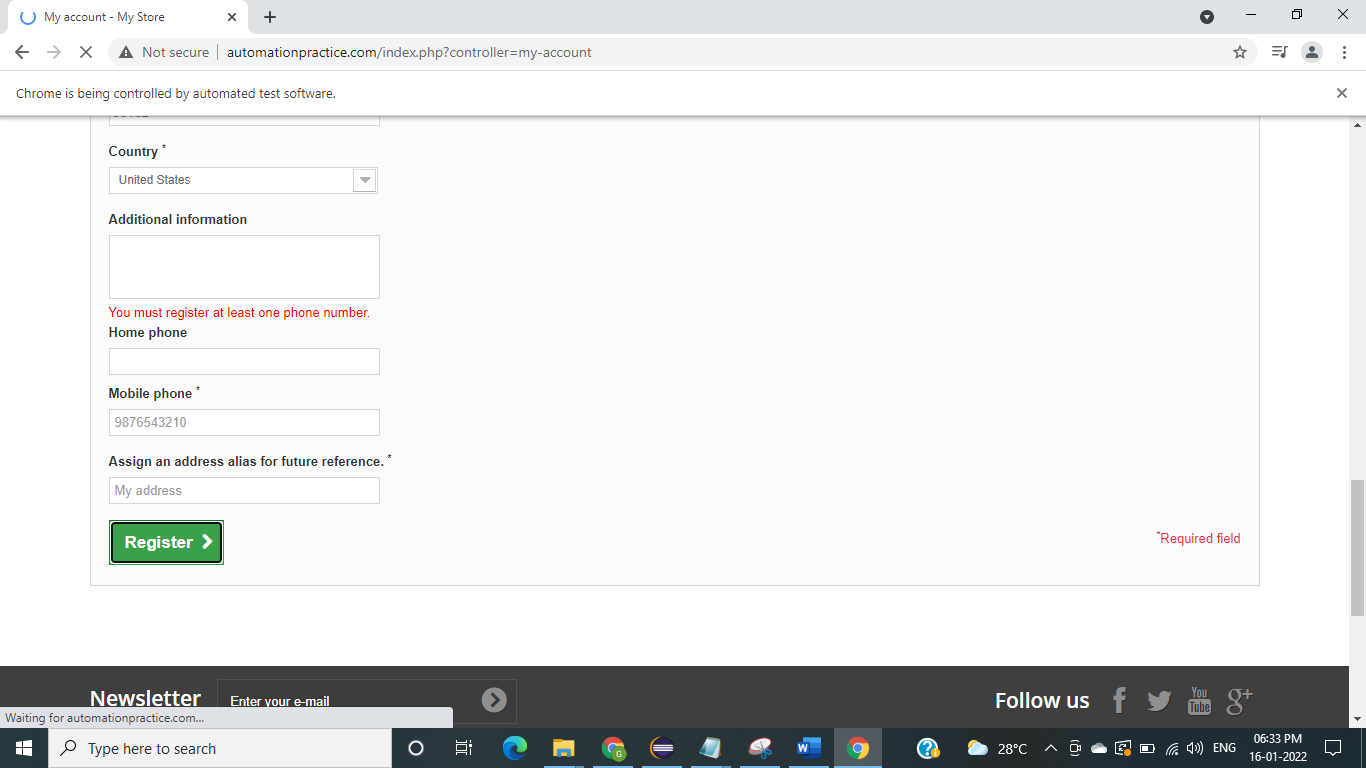 My account - My Store
Not secure automationpractice.com/index.php?controller=my-account
Chrome is being controlled by automated test software.
Country *
United States
Additional information
You must register at least one phone number.
Home phone
Mobile phone *
9876543210
Assign an address alias for future reference. *
My address
Register
*Required field
Newsletter
Enter your e-mail
Follow us
You
Tube
g+
Waiting for automationpractice.com...
Type here to search
28°C
ENG
06:33 PM
16-01-2022